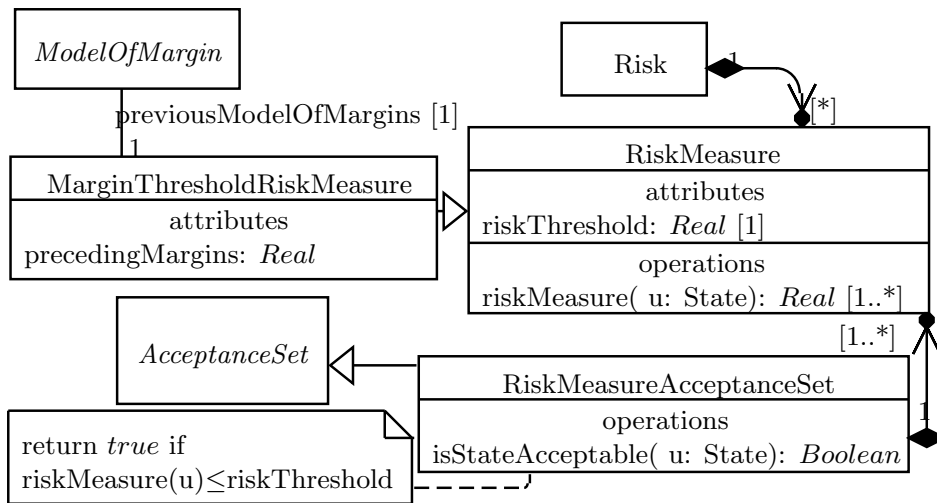 ModelOfMargin
Risk
1
previousModelOfMargins [1]
[*]
1
RiskMeasure
attributes
riskThreshold: Real [1]
operations
riskMeasure( u: State): Real [1..*]
MarginThresholdRiskMeasure
attributes
precedingMargins: Real
[1..*]
AcceptanceSet
RiskMeasureAcceptanceSet
operations
isStateAcceptable( u: State): Boolean
1
return true if
riskMeasure(u)≤riskThreshold